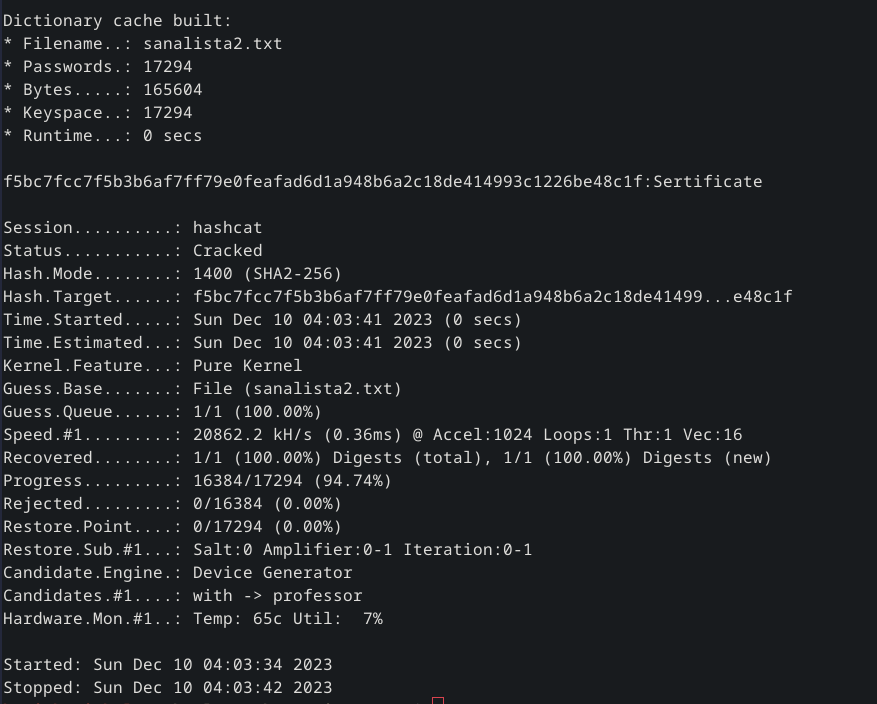 Dictionary cache built:
* Filename..: sanalista2.txt
* Passwords.: 17294
* Bytes.....: 165604
* Keyspace..: 17294
* Runtime...: 0 secs
f5bc7fcc7f5b3b6af7ff79e0feafad6d1a948b6a2c18de414993c1226be48c1f:Sertificate
Session..........: hashcat
Status...........: Cracked
Hash.Mode........: 1400 (SHA2-256)
Hash.Target......: f5bc7fcc7f5b3b6af7ff79e0feafad6d1a948b6a2c18de41499...e48c1f
Time.Started.....: Sun Dec 10 04:03:41 2023 (0 secs)
Time.Estimated...: Sun Dec 10 04:03:41 2023 (0 secs)
Kernel.Feature...: Pure Kernel
Guess.Base.......: File (sanalista2.txt)
Guess.Queue......: 1/1 (100.00%)
Speed.#1.........: 20862.2 kH/s (0.36ms) @ Accel:1024 Loops:1 Thr:1 Vec:16
Recovered........: 1/1 (100.00%) Digests (total), 1/1 (100.00%) Digests (new)
Progress.........: 16384/17294 (94.74%)
Rejected.........: 0/16384 (0.00%)
Restore.Point....: 0/17294 (0.00%)
Restore.Sub.#1...: Salt:0 Amplifier:0-1 Iteration:0-1
Candidate.Engine.: Device Generator
Candidates.#1....: with -> professor
Hardware.Mon.#1..: Temp: 65c Util:  7%
Started: Sun Dec 10 04:03:34 2023
Stopped: Sun Dec 10 04:03:42 2023